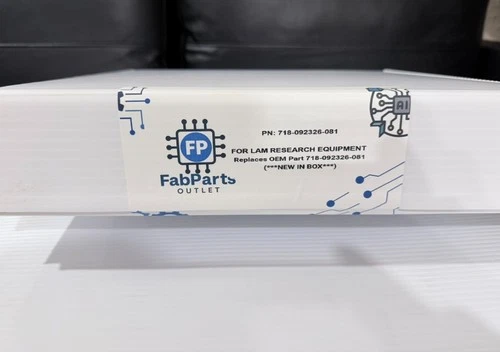 PN: 718-092326-081
FP
FOR LAM RESEARCH EQUIPMENT
Replaces OEM Part 718-092326-081
(***NEW IN BOX***)
FabParts
OUTLET
AI